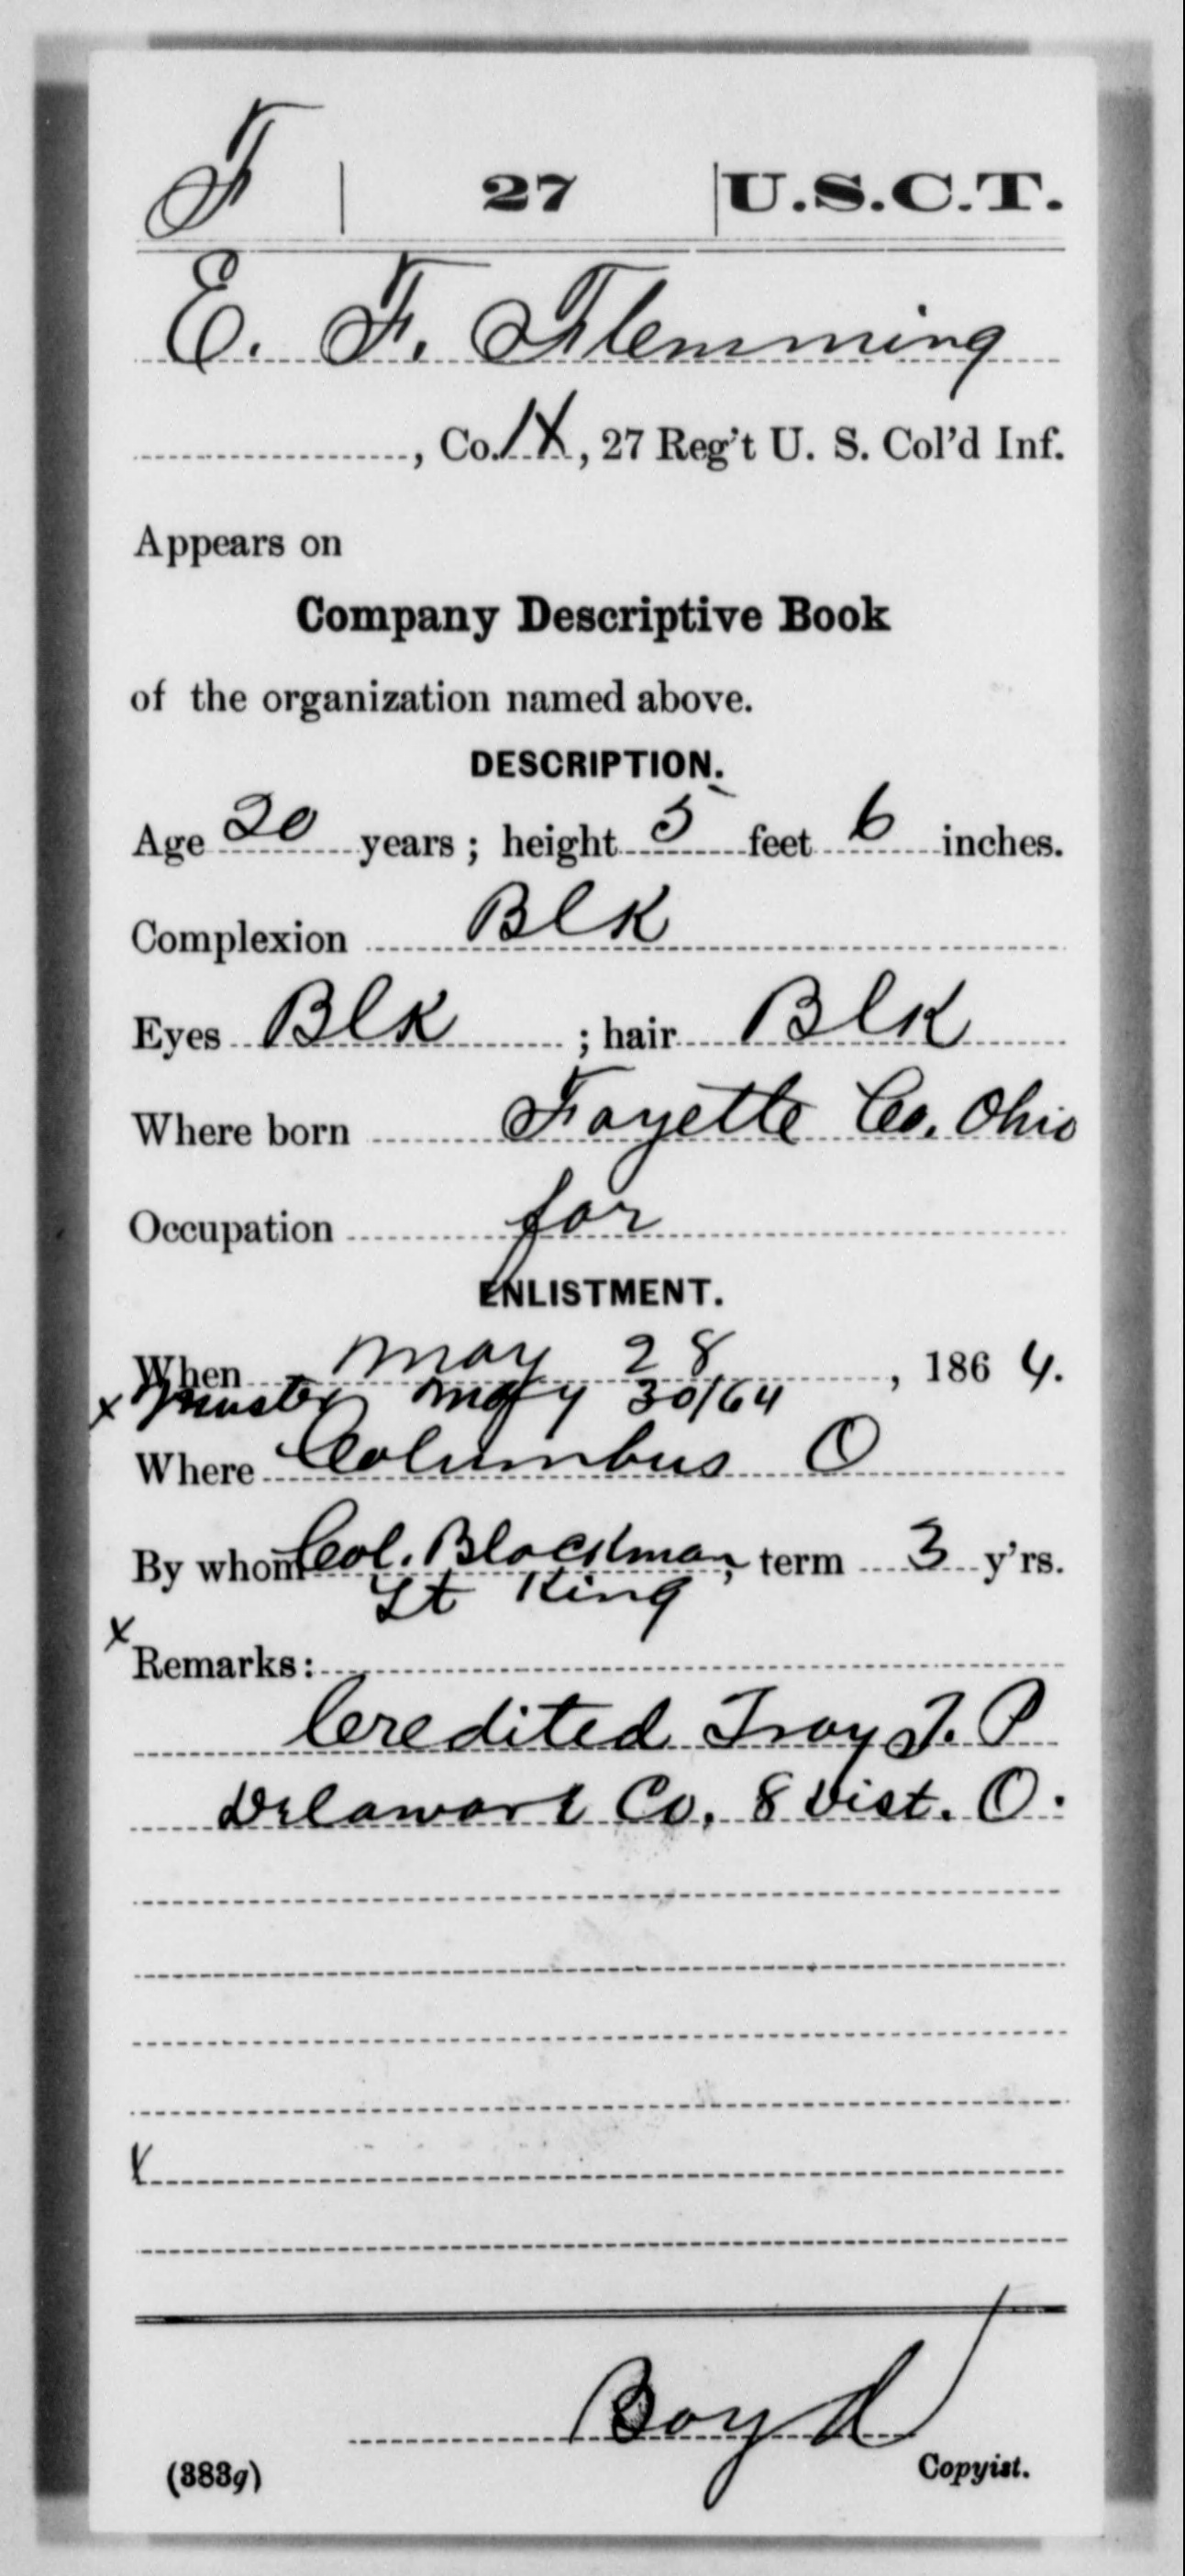 F | 27 | U.S.C.T.
E. F. Flemming
, Co. , 27 Reg't U. S. Col'd Inf.
Appears on
Company Descriptive Book
of the organization named above.
DESCRIPTION.
Age 20 years; height 5 feet 6 inches.
Complexion Blk
Eyes Blk ; hair Blk
Where born Fayette Co. Ohio
Occupation far
ENLISTMENT.
When May 28 , 1864.
x Muster May 30/64
Where Columbus O
By whom Col. Blackman, term 3 y'rs.
Lt King
x
Remarks:
Credited Troy T. P
Delaware Co, 8 Dist. O.
x
Boyd
Copyist.
(383g)